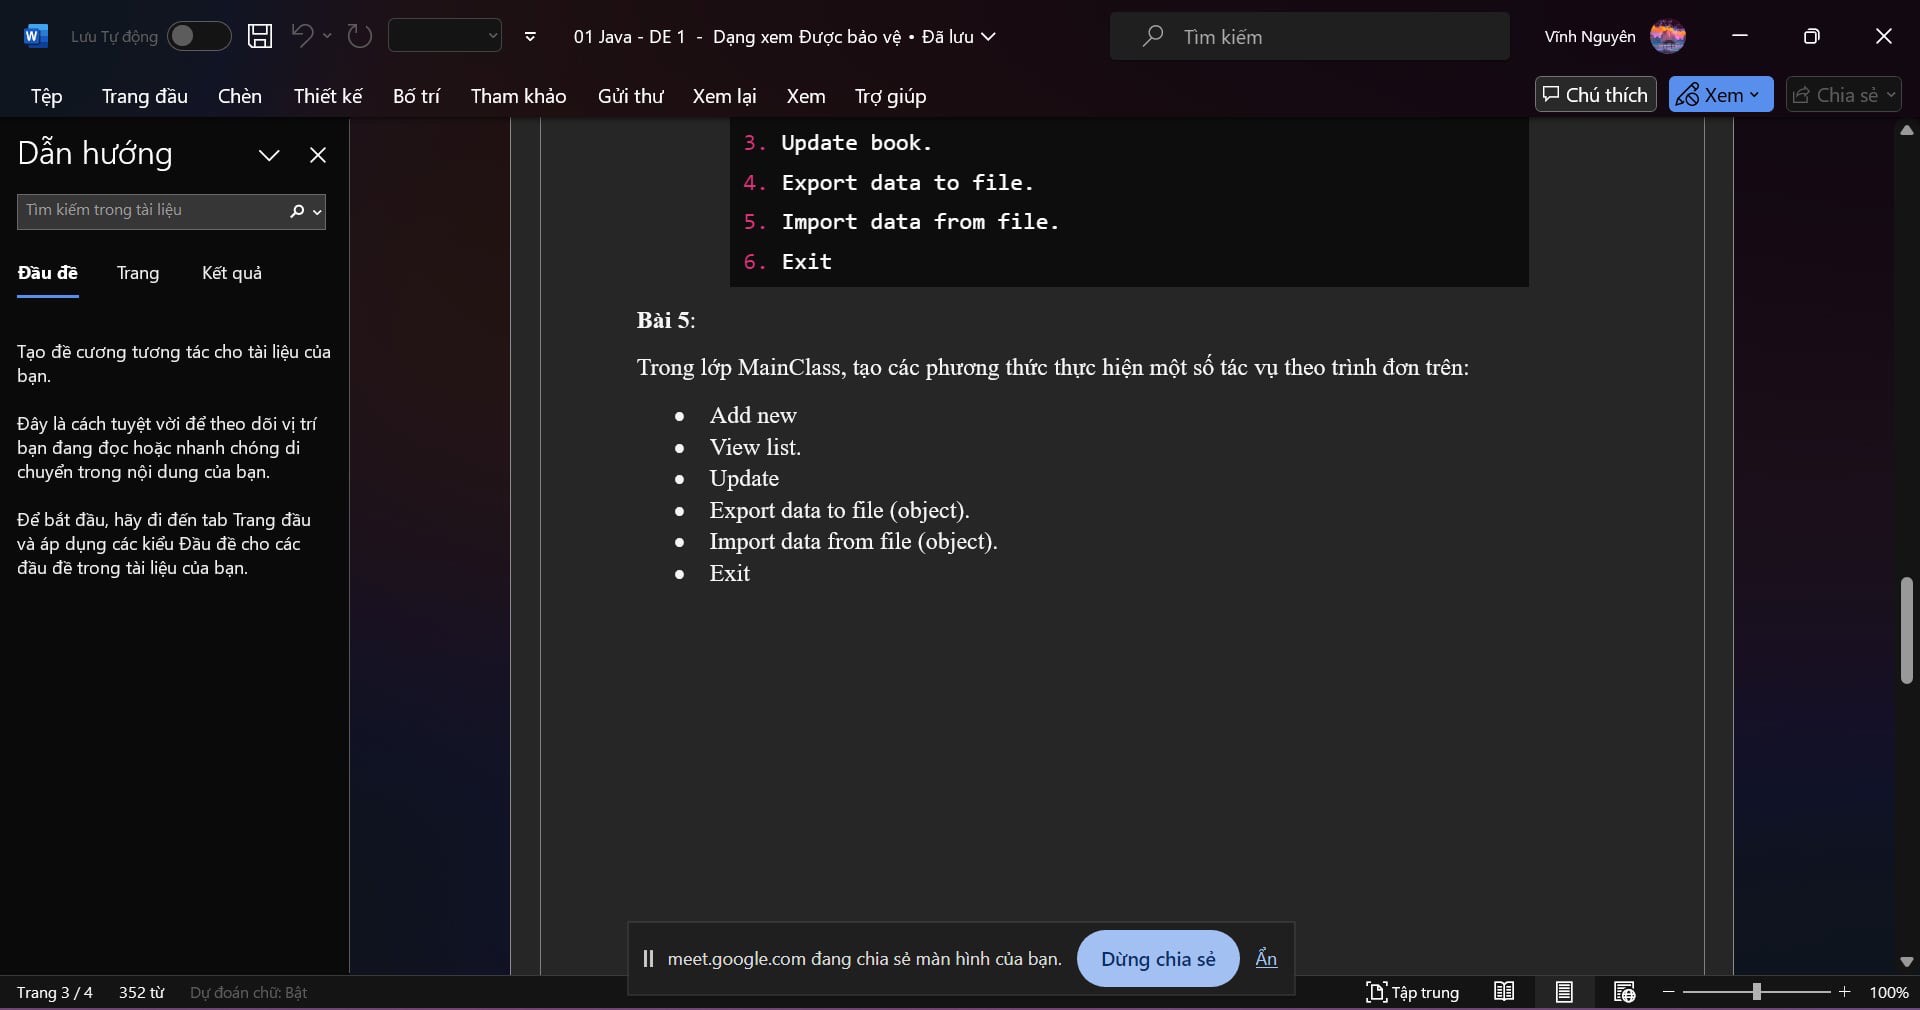 Lưu Tự động
01 Java - DE 1 - Dạng xem Được bảo vệ • Đã lưu
Tìm kiếm
Vĩnh Nguyên
Tệp Trang đầu Chèn Thiết kế Bố trí Tham khảo Gửi thư Xem lại Xem Trợ giúp
Chú thích Xem Chia sẻ
Dẫn hướng
Tìm kiếm trong tài liệu
Đầu đề Trang Kết quả
Tạo đề cương tương tác cho tài liệu của
bạn.
Đây là cách tuyệt vời để theo dõi vị trí
bạn đang đọc hoặc nhanh chóng di
chuyển trong nội dung của bạn.
Để bắt đầu, hãy đi đến tab Trang đầu
và áp dụng các kiểu Đầu đề cho các
đầu đề trong tài liệu của bạn.
3. Update book.
4. Export data to file.
5. Import data from file.
6. Exit
Bài 5:
Trong lớp MainClass, tạo các phương thức thực hiện một số tác vụ theo trình đơn trên:
• Add new
• View list.
• Update
• Export data to file (object).
• Import data from file (object).
• Exit
meet.google.com đang chia sẻ màn hình của bạn. Dừng chia sẻ Ẩn
Trang 3 / 4 352 từ Dự đoán chữ: Bật
Tập trung
100%